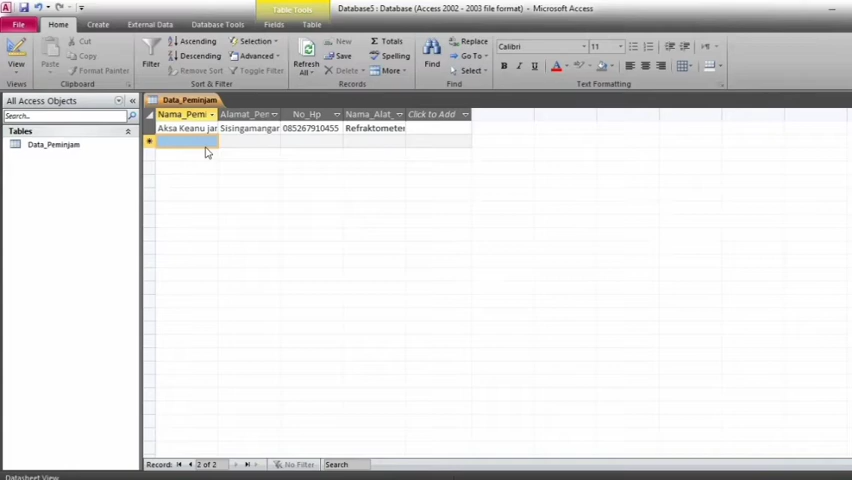 Table Tools
Database5 : Database (Access 2002 - 2003 file format) - Microsoft Access
File Home Create External Data Database Tools Fields Table
Cut Ascending Selection New Totals Replace Calibri 11
Copy Descending Advanced Save Spelling Go To
View Paste Format Painter Filter Remove Sort Toggle Filter Refresh All Delete More Find Select B I U A
Views Clipboard Sort & Filter Records Find Text Formatting
All Access Objects Data_Peminjam
Search... Nama_Pemi Alamat_Pen No_Hp Nama_Alat_ Click to Add
Tables Aksa Keanu jar Sisingamangar 085267910455 Refraktometer
Data_Peminjam
Record: 2 of 2 No Filter Search
Datasheet View